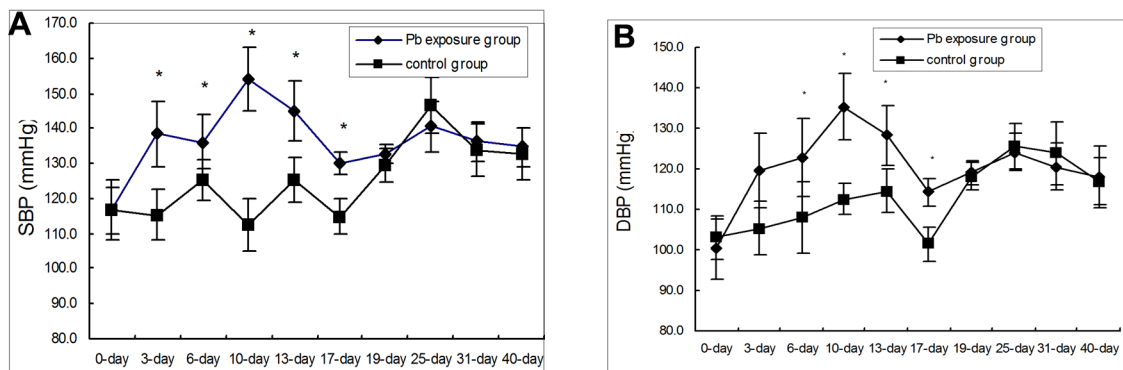 A
170.0
160.0
150.0
140.0
130.0
120.0
110.0
100.0
90.0
80.0
SBP (mmHg)
Pb exposure group
control group
* * * * *
0-day 3-day 6-day 10-day 13-day 17-day 19-day 25-day 31-day 40-day
B
150.0
140.0
130.0
120.0
110.0
100.0
90.0
80.0
DBP (mmHg)
Pb exposure group
control group
* * * *
0-day 3-day 6-day 10-day 13-day 17-day 19-day 25-day 31-day 40-day